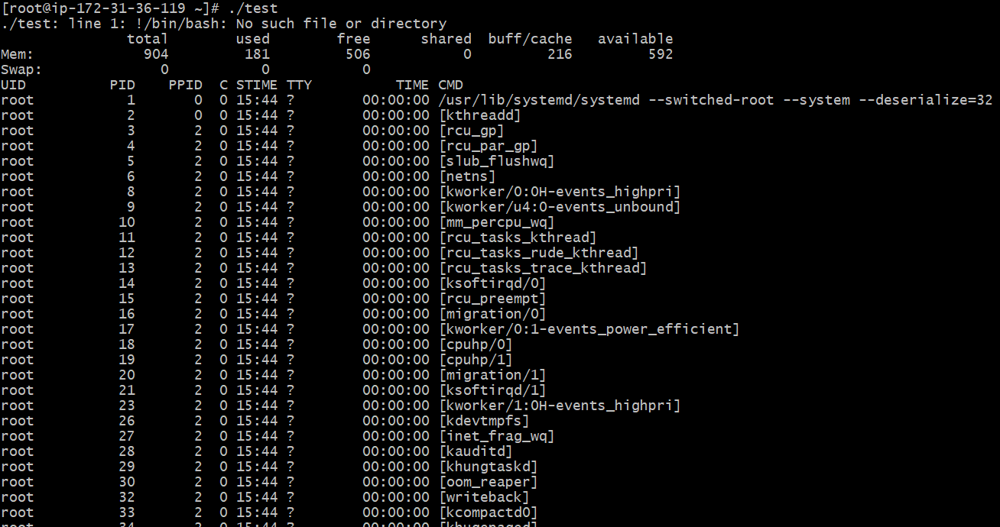 [root@ip-172-31-36-119 ~]# ./test
./test: line 1: !/bin/bash: No such file or directory
               total        used        free      shared  buff/cache   available
Mem:             904         181         506           0         216         592
Swap:              0           0           0
UID          PID    PPID  C STIME TTY          TIME CMD
root           1       0  0 15:44 ?        00:00:00 /usr/lib/systemd/systemd --switched-root --system --deserialize=32
root           2       0  0 15:44 ?        00:00:00 [kthreadd]
root           3       2  0 15:44 ?        00:00:00 [rcu_gp]
root           4       2  0 15:44 ?        00:00:00 [rcu_par_gp]
root           5       2  0 15:44 ?        00:00:00 [slub_flushwq]
root           6       2  0 15:44 ?        00:00:00 [netns]
root           8       2  0 15:44 ?        00:00:00 [kworker/0:0H-events_highpri]
root           9       2  0 15:44 ?        00:00:00 [kworker/u4:0-events_unbound]
root          10       2  0 15:44 ?        00:00:00 [mm_percpu_wq]
root          11       2  0 15:44 ?        00:00:00 [rcu_tasks_kthread]
root          12       2  0 15:44 ?        00:00:00 [rcu_tasks_rude_kthread]
root          13       2  0 15:44 ?        00:00:00 [rcu_tasks_trace_kthread]
root          14       2  0 15:44 ?        00:00:00 [ksoftirqd/0]
root          15       2  0 15:44 ?        00:00:00 [rcu_preempt]
root          16       2  0 15:44 ?        00:00:00 [migration/0]
root          17       2  0 15:44 ?        00:00:00 [kworker/0:1-events_power_efficient]
root          18       2  0 15:44 ?        00:00:00 [cpuhp/0]
root          19       2  0 15:44 ?        00:00:00 [cpuhp/1]
root          20       2  0 15:44 ?        00:00:00 [migration/1]
root          21       2  0 15:44 ?        00:00:00 [ksoftirqd/1]
root          23       2  0 15:44 ?        00:00:00 [kworker/1:0H-events_highpri]
root          26       2  0 15:44 ?        00:00:00 [kdevtmpfs]
root          27       2  0 15:44 ?        00:00:00 [inet_frag_wq]
root          28       2  0 15:44 ?        00:00:00 [kauditd]
root          29       2  0 15:44 ?        00:00:00 [khungtaskd]
root          30       2  0 15:44 ?        00:00:00 [oom_reaper]
root          32       2  0 15:44 ?        00:00:00 [writeback]
root          33       2  0 15:44 ?        00:00:00 [kcompactd0]
root          34       2  0 15:44 ?        00:00:00 [khugepaged]